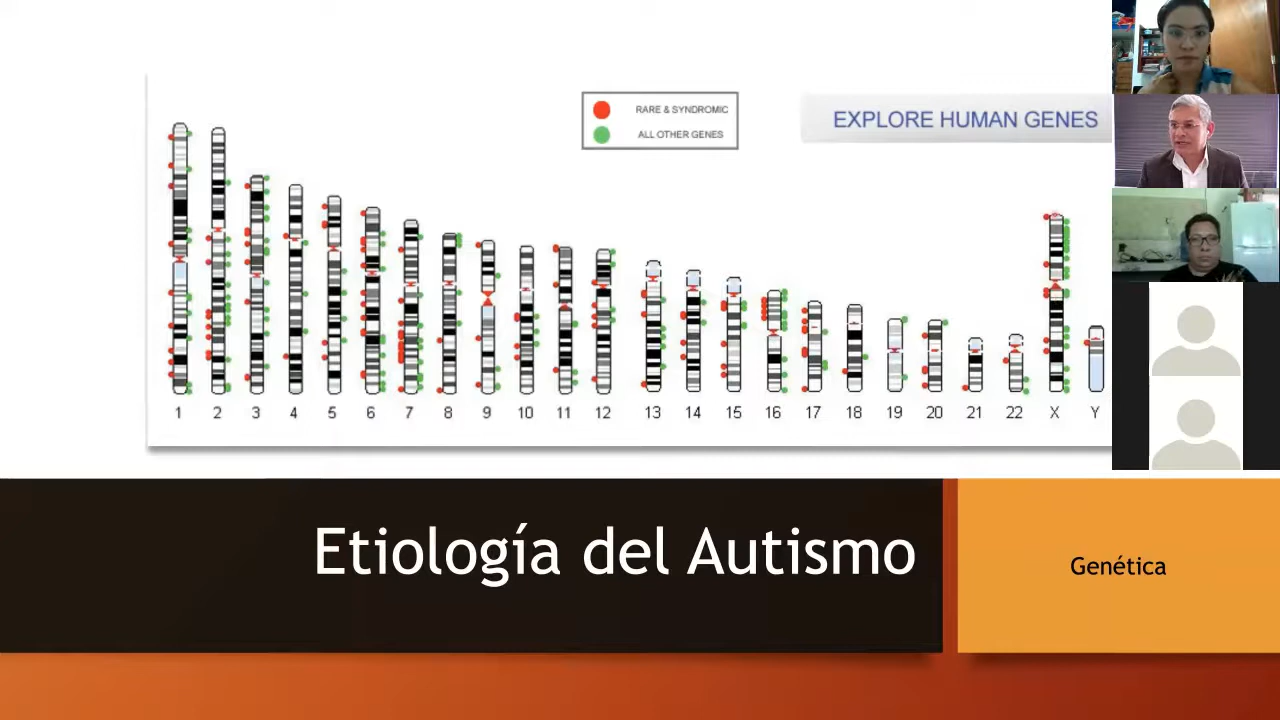 RARE & SYNDROMIC
ALL OTHER GENES
EXPLORE HUMAN GENES
1 2 3 4 5 6 7 8 9 10 11 12 13 14 15 16 17 18 19 20 21 22 X Y
Etiología del Autismo
Genética